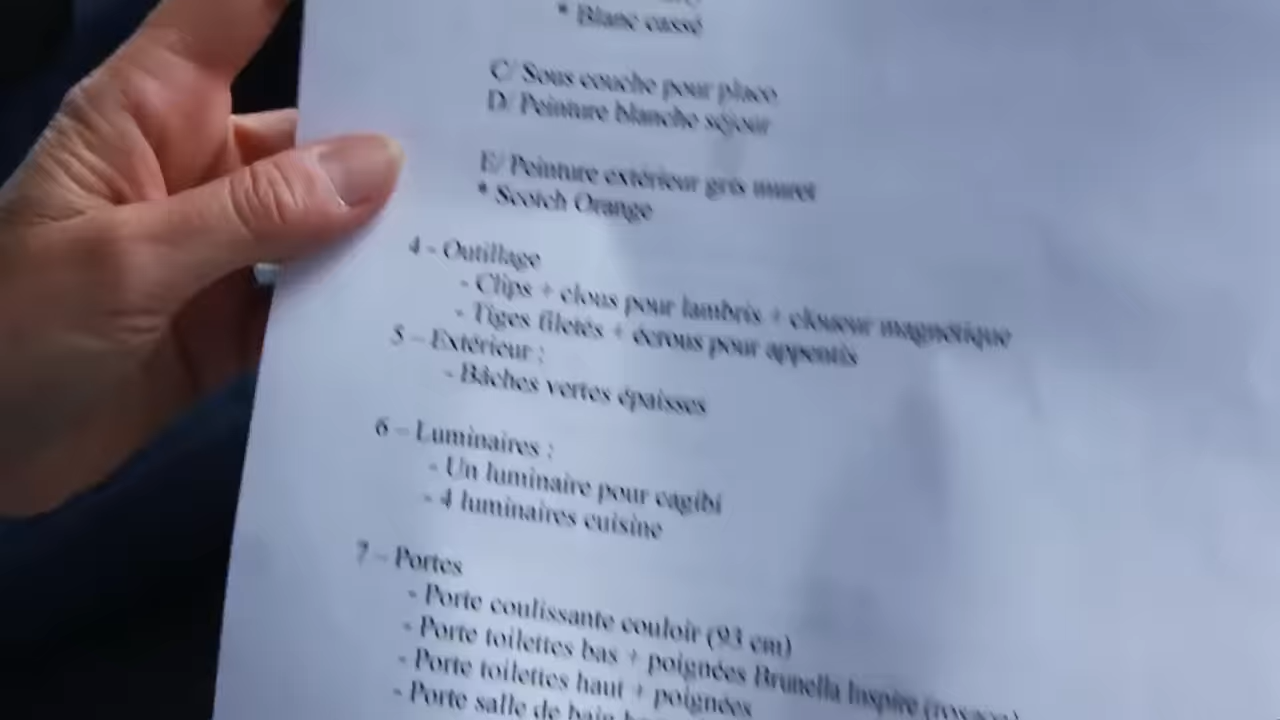 * Blanc cassé
C/ Sous couche pour placo
D/ Peinture blanche séjour
E/ Peinture extérieur gris muret
* Scotch Orange
4 - Outillage
- Clips + clous pour lambris + cloueur magnétique
- Tiges filetés + écrous pour appentis
5 – Extérieur :
- Bâches vertes épaisses
6 – Luminaires :
- Un luminaire pour cagibi
- 4 luminaires cuisine
7 – Portes
- Porte coulissante couloir (93 cm)
- Porte toilettes bas + poignées Brunella Inspire (rosace)
- Porte toilettes haut + poignées
- Porte salle de bain